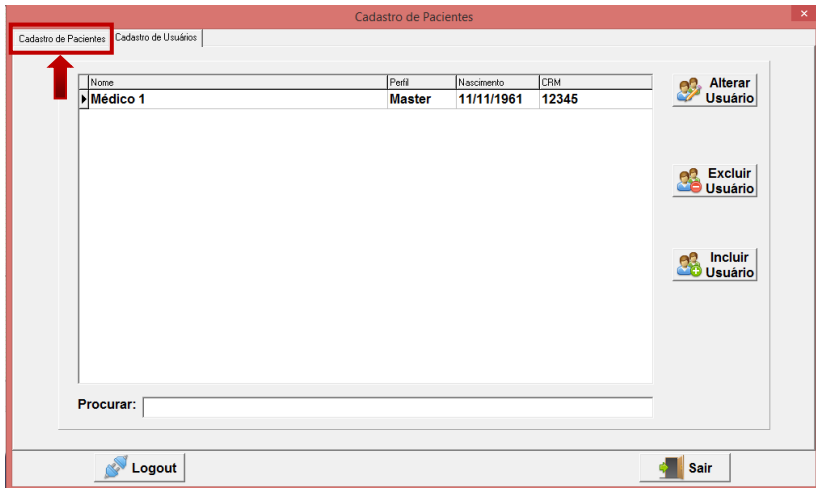 Cadastro de Pacientes
×
Cadastro de Pacientes Cadastro de Usuários
Nome Perfil Nascimento CRM
Médico 1 Master 11/11/1961 12345
Alterar
Usuário
Excluir
Usuário
Incluir
Usuário
Procurar:
Logout Sair